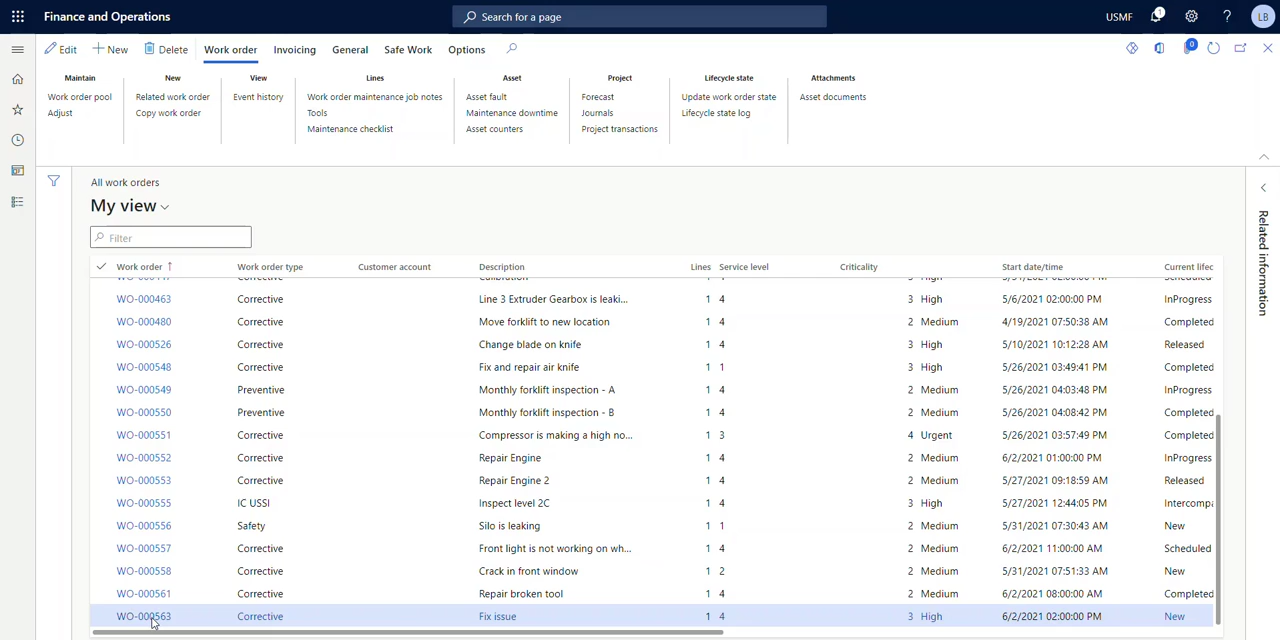 Finance and Operations Search for a page USMF 1 ? LB
Edit New Delete Work order Invoicing General Safe Work Options 0
Maintain New View Lines Asset Project Lifecycle state Attachments
Work order pool Related work order Event history Work order maintenance job notes Asset fault Forecast Update work order state Asset documents
Adjust Copy work order Tools Maintenance downtime Journals Lifecycle state log
Maintenance checklist Asset counters Project transactions
All work orders
My view
Filter
Related information
Work order Work order type Customer account Description Lines Service level Criticality Start date/time Current lifec
WO-000463 Corrective Line 3 Extruder Gearbox is leaki... 1 4 3 High 5/6/2021 02:00:00 PM InProgress
WO-000480 Corrective Move forklift to new location 1 4 2 Medium 4/19/2021 07:50:38 AM Completed
WO-000526 Corrective Change blade on knife 1 4 3 High 5/10/2021 10:12:28 AM Released
WO-000548 Corrective Fix and repair air knife 1 1 3 High 5/26/2021 03:49:41 PM Completed
WO-000549 Preventive Monthly forklift inspection - A 1 4 2 Medium 5/26/2021 04:03:48 PM InProgress
WO-000550 Preventive Monthly forklift inspection - B 1 4 2 Medium 5/26/2021 04:08:42 PM Completed
WO-000551 Corrective Compressor is making a high no... 1 3 4 Urgent 5/26/2021 03:57:49 PM Completed
WO-000552 Corrective Repair Engine 1 4 2 Medium 6/2/2021 01:00:00 PM InProgress
WO-000553 Corrective Repair Engine 2 1 4 2 Medium 5/27/2021 09:18:59 AM Released
WO-000555 IC USSI Inspect level 2C 1 4 3 High 5/27/2021 12:44:05 PM Intercompa
WO-000556 Safety Silo is leaking 1 1 2 Medium 5/31/2021 07:30:43 AM New
WO-000557 Corrective Front light is not working on wh... 1 4 2 Medium 6/2/2021 11:00:00 AM Scheduled
WO-000558 Corrective Crack in front window 1 2 2 Medium 5/31/2021 07:51:33 AM New
WO-000561 Corrective Repair broken tool 1 4 2 Medium 6/2/2021 08:00:00 AM Completed
WO-000563 Corrective Fix issue 1 4 3 High 6/2/2021 02:00:00 PM New